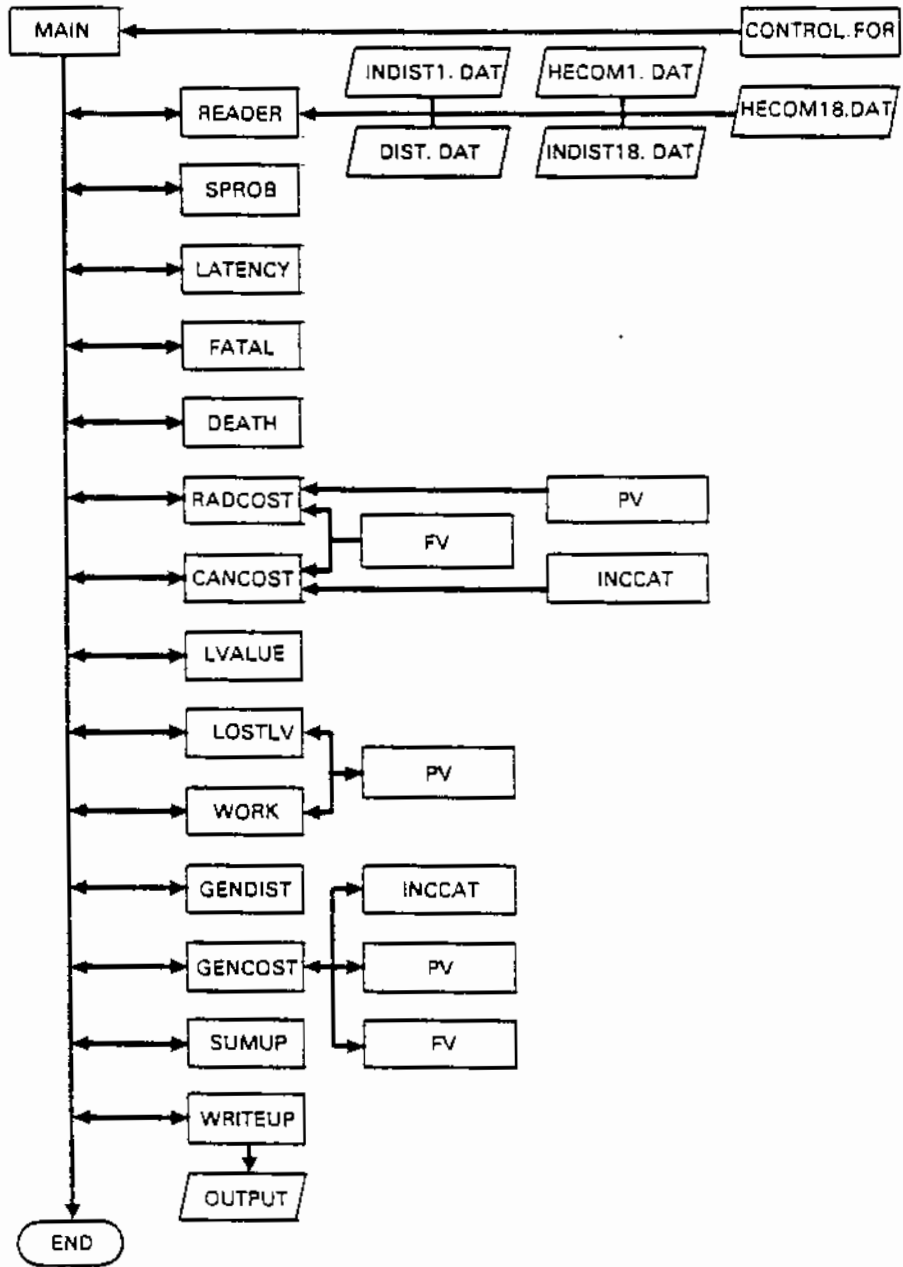 MAIN
CONTROL.FOR
INDIST1. DAT
HECOM1. DAT
READER
HECOM18.DAT
DIST. DAT
INDIST18. DAT
SPROB
LATENCY
FATAL
DEATH
RADCOST
PV
FV
CANCOST
INCCAT
LVALUE
LOSTLV
PV
WORK
GENDIST
INCCAT
GENCOST
PV
SUMUP
FV
WRITEUP
OUTPUT
END